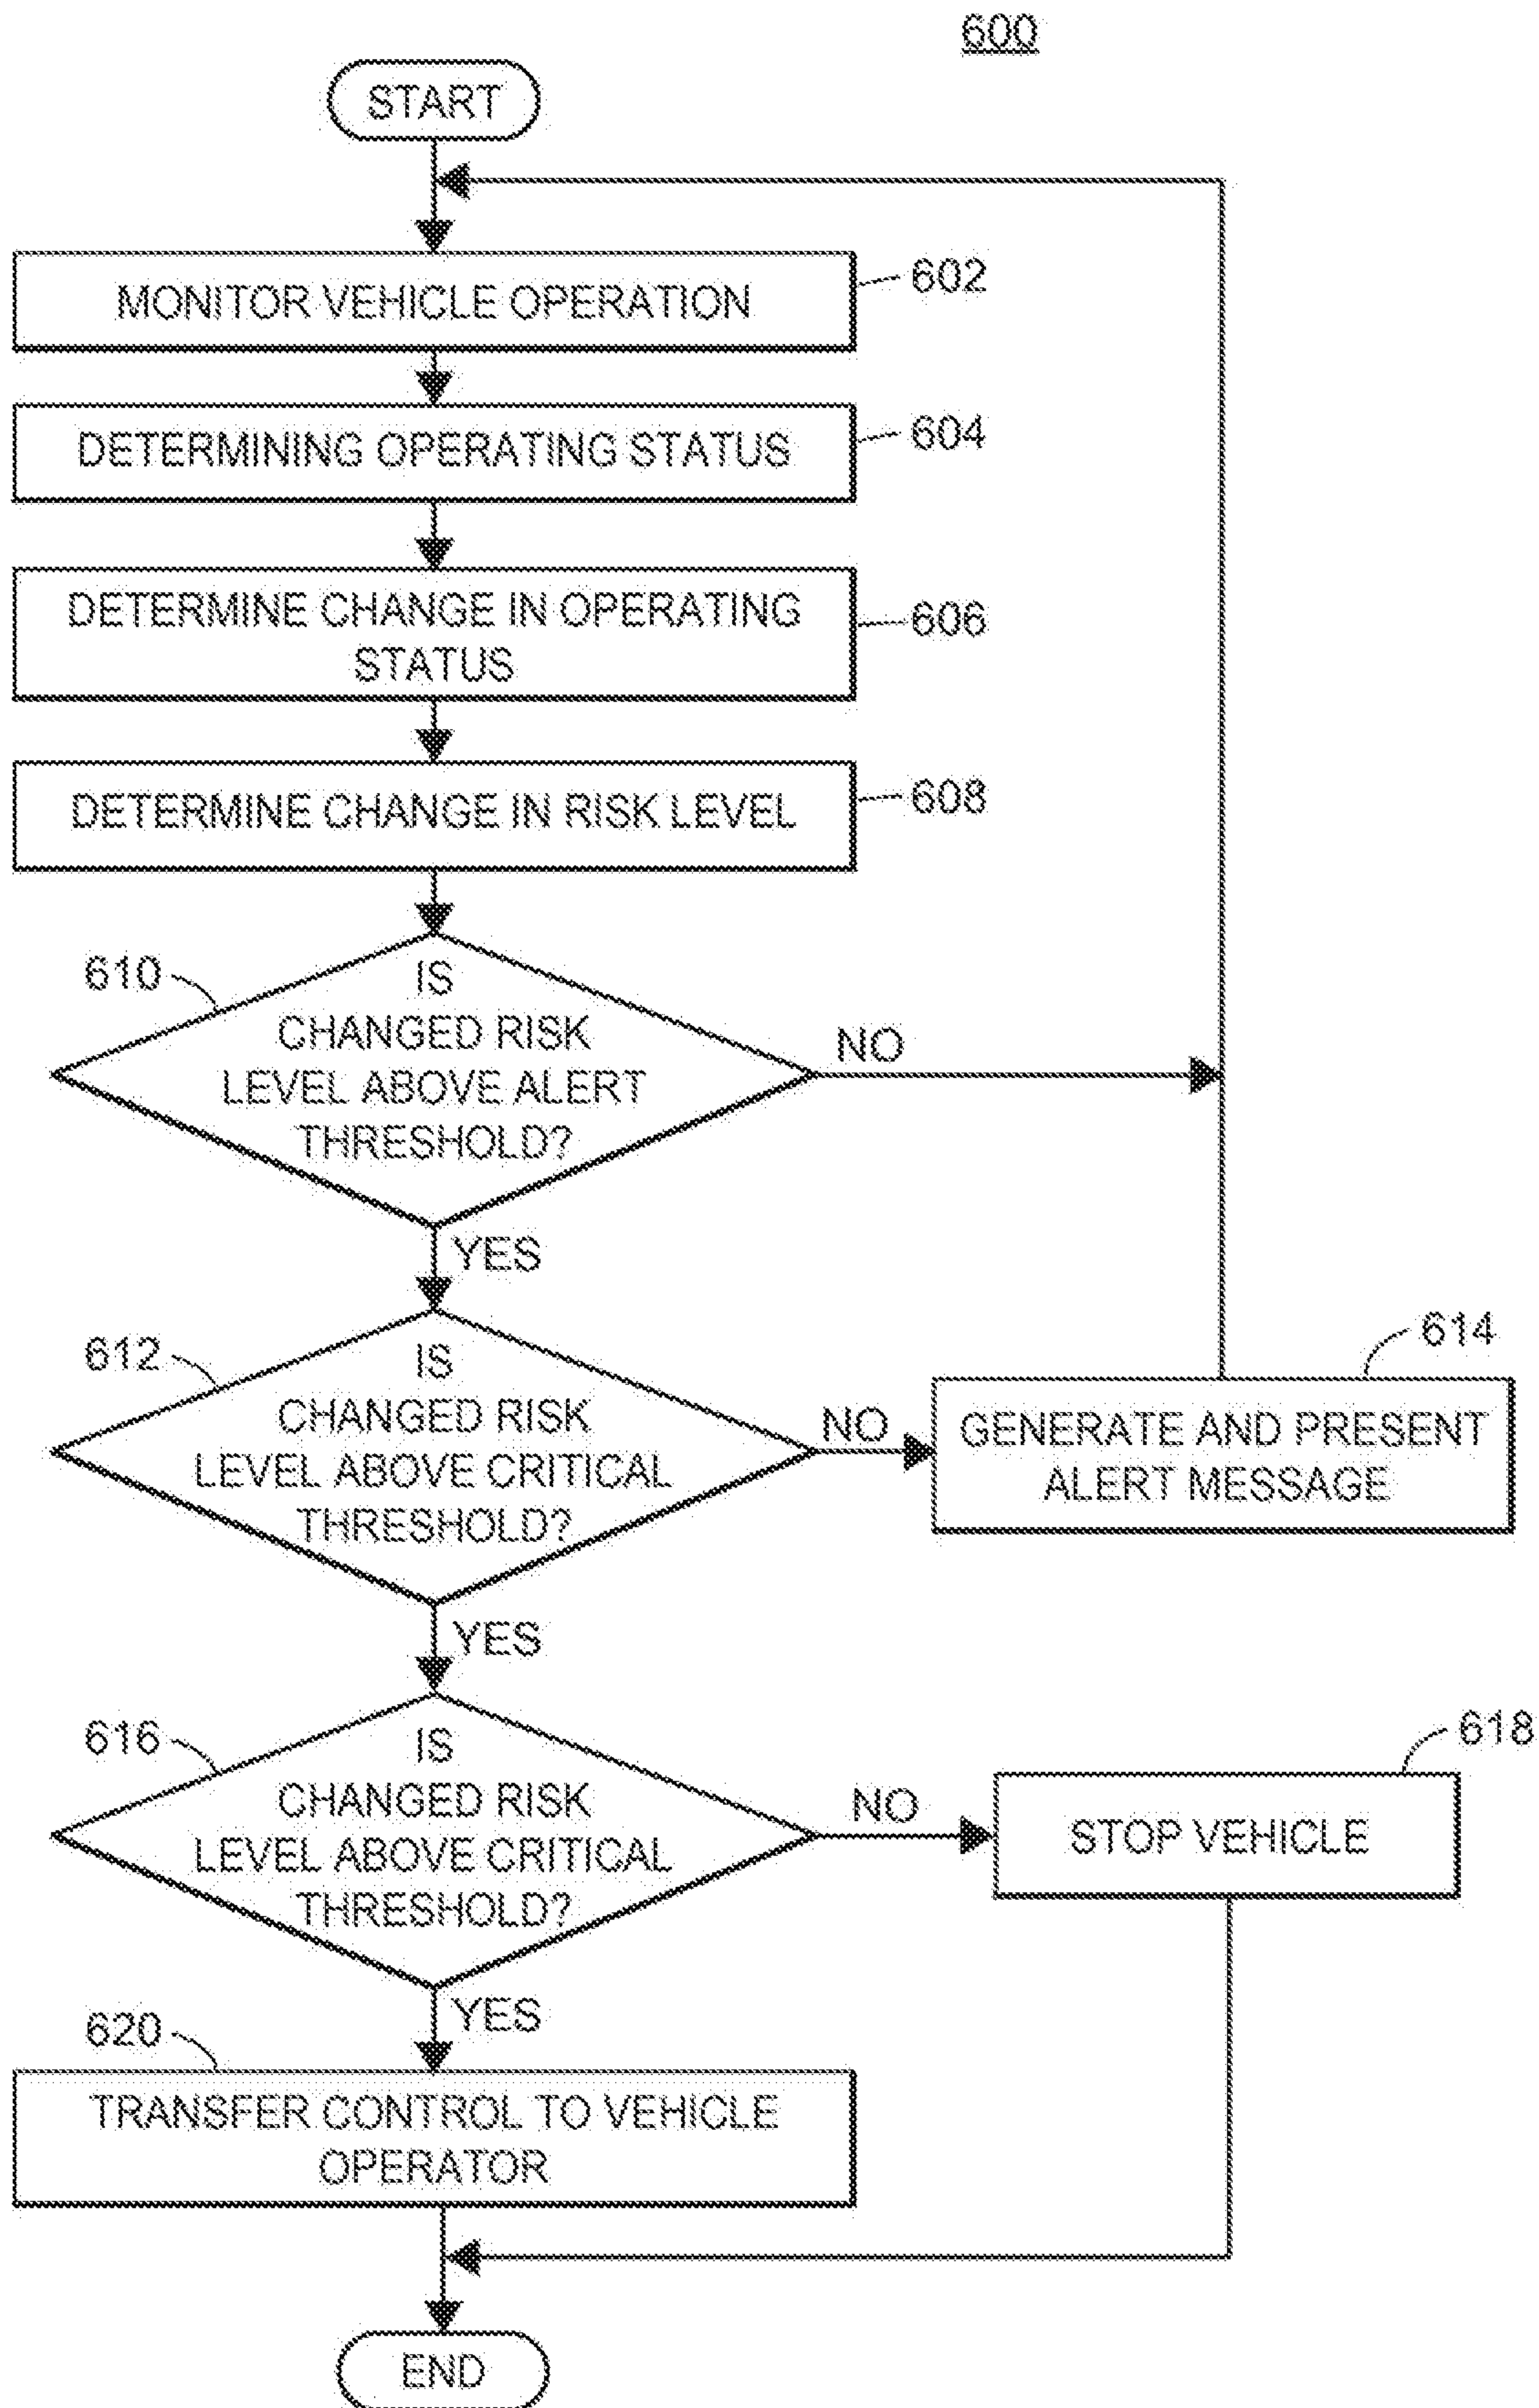 600
START
MONITOR VEHICLE OPERATION
602
DETERMINING OPERATING STATUS
604
DETERMINE CHANGE IN OPERATING
STATUS
606
DETERMINE CHANGE IN RISK LEVEL
608
610
IS
CHANGED RISK
LEVEL ABOVE ALERT
THRESHOLD?
NO
YES
612
IS
CHANGED RISK
LEVEL ABOVE CRITICAL
THRESHOLD?
NO
614
GENERATE AND PRESENT
ALERT MESSAGE
YES
616
IS
CHANGED RISK
LEVEL ABOVE CRITICAL
THRESHOLD?
NO
618
STOP VEHICLE
YES
620
TRANSFER CONTROL TO VEHICLE
OPERATOR
END